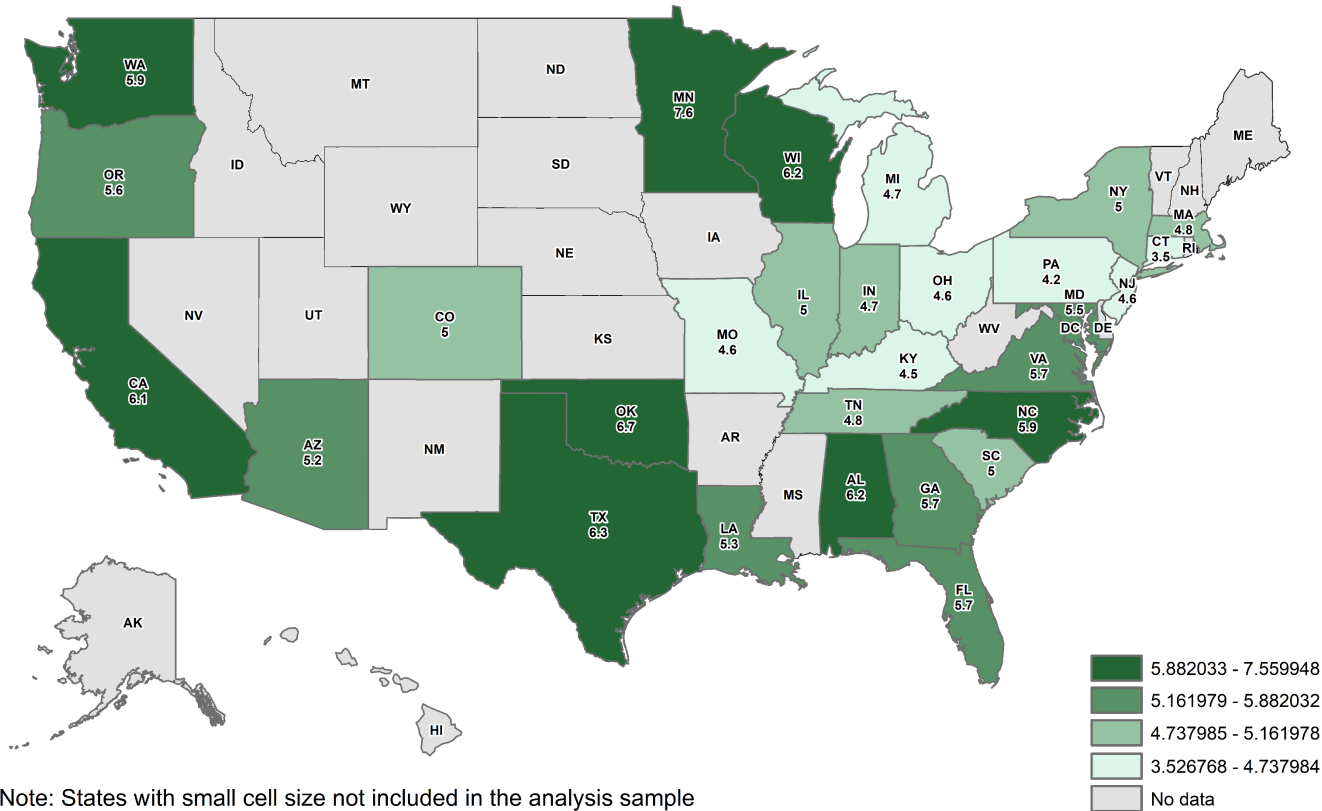 WA
5.9
MT
ND
MN
7.6
ME
OR
5.6
ID
SD
WI
6.2
MI
4.7
NY
5
VT
NH
MA
4.8
CT
3.5
RI
WY
IA
NE
PA
4.2
NJ
4.6
NV
UT
CO
5
KS
MO
4.6
IL
5
IN
4.7
OH
4.6
MD
5.5
DC
DE
WV
KY
4.5
VA
5.7
CA
6.1
AZ
5.2
NM
OK
6.7
AR
TN
4.8
NC
5.9
SC
5
TX
6.3
LA
5.3
MS
AL
6.2
GA
5.7
FL
5.7
AK
HI
5.882033 - 7.559948
5.161979 - 5.882032
4.737985 - 5.161978
3.526768 - 4.737984
No data
Note: States with small cell size not included in the analysis sample